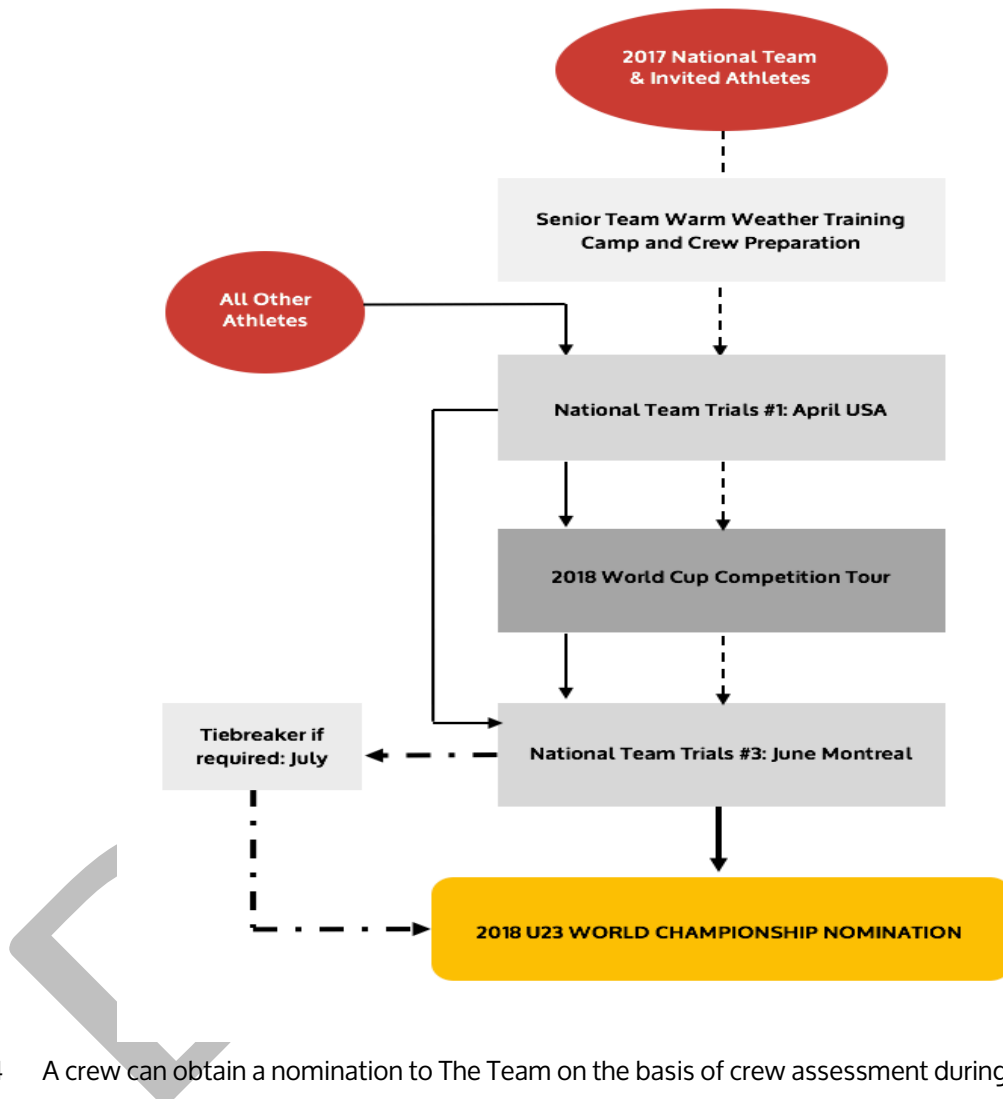 2017 National Team
& Invited Athletes
Senior Team Warm Weather Training
Camp and Crew Preparation
All Other
Athletes
National Team Trials #1: April USA
2018 World Cup Competition Tour
Tiebreaker if
required: July
National Team Trials #3: June Montreal
2018 U23 WORLD CHAMPIONSHIP NOMINATION
A crew can obtain a nomination to The Team on the basis of crew assessment during